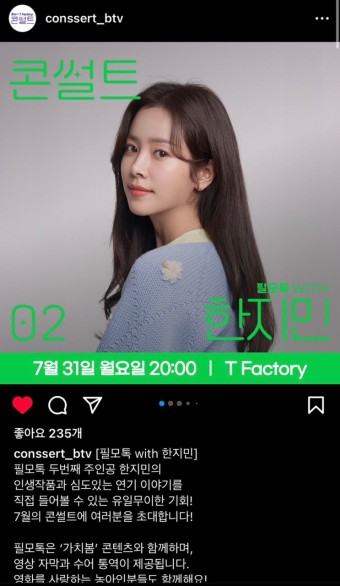 conssert_btv
콘썰트
콘썰트
필모톡 WITH
02 한지민
7월 31일 월요일 20:00 | T Factory
좋아요 235개
conssert_btv [필모톡 with 한지민]
필모톡 두번째 주인공 한지민의
인생작품과 심도있는 연기 이야기를
직접 들어볼 수 있는 유일무이한 기회!
7월의 콘썰트에 여러분을 초대합니다!
필모톡은 ‘가치봄’ 콘텐츠와 함께하며,
영상 자막과 수어 통역이 제공됩니다.
영화를 사랑하는 농아인분들도 함께해요!